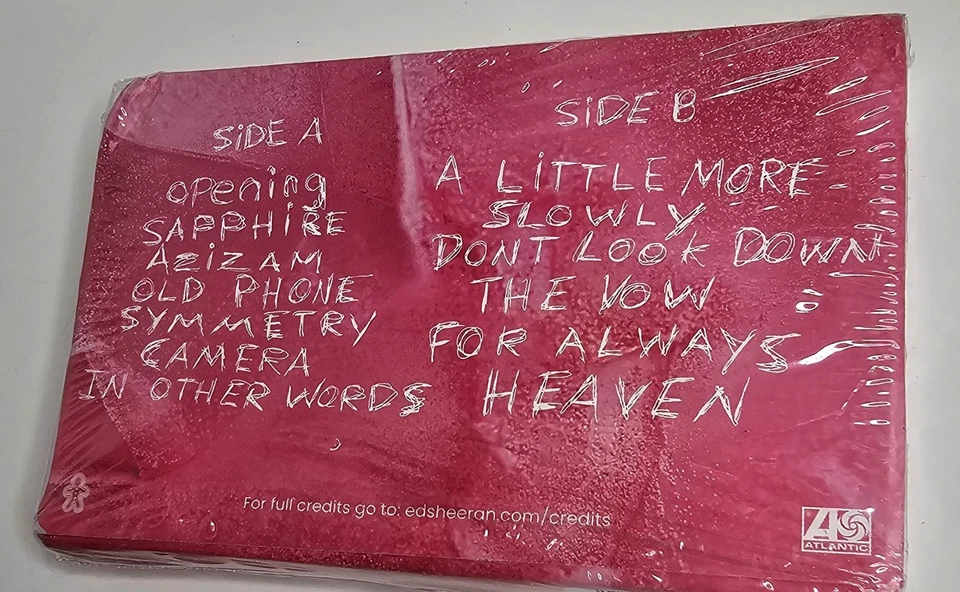 SiDE A
opening
SAPPHIRE
AZiZAM
OLD PHONE
SYMMETRY
CAMERA
IN OTHER WORDS
SiDE B
A LiTTLE MORE
SLOWLY
DONT LOOK DOWN
THE VOW
FOR ALWAYS
HEAVEN
For full credits go to: edsheeran.com/credits
ATLANTIC